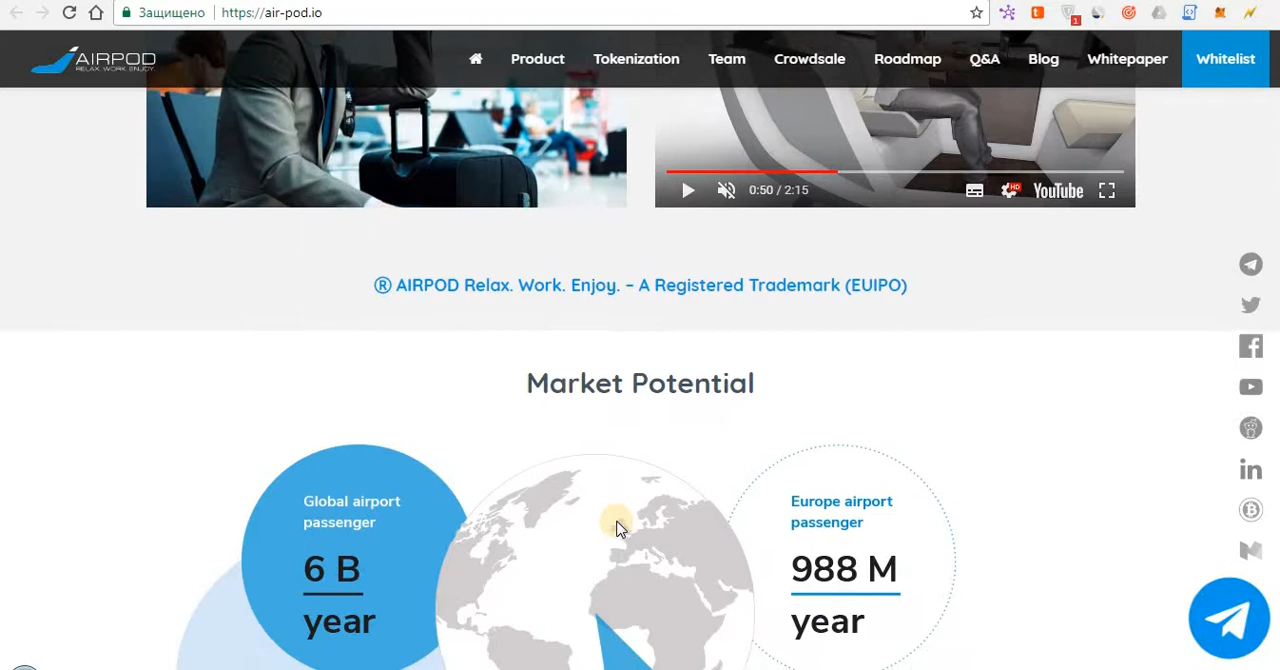 Защищено
https://air-pod.io
1
AIRPOD
RELAX. WORK. ENJOY.
Product
Tokenization
Team
Crowdsale
Roadmap
Q&A
Blog
Whitepaper
Whitelist
0:50 / 2:15
HD
YouTube
® AIRPOD Relax. Work. Enjoy. – A Registered Trademark (EUIPO)
Market Potential
Global airport
passenger
6 B
year
Europe airport
passenger
988 M
year